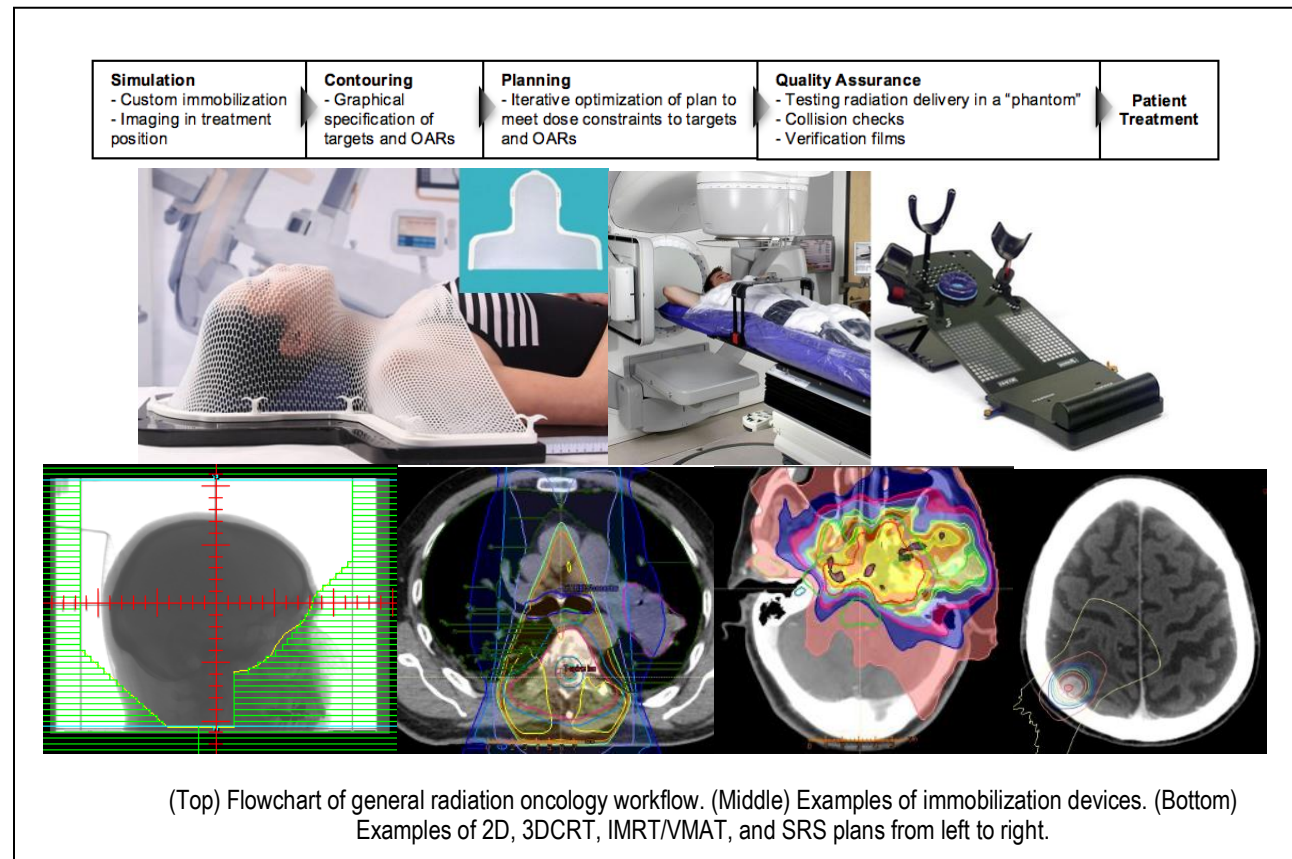 Simulation
- Custom immobilization
- Imaging in treatment
position
Contouring
- Graphical
specification of
targets and OARs
Planning
- Iterative optimization of plan to
meet dose constraints to targets
and OARs
Quality Assurance
- Testing radiation delivery in a “phantom”
- Collision checks
- Verification films
Patient
Treatment
(Top) Flowchart of general radiation oncology workflow. (Middle) Examples of immobilization devices. (Bottom)
Examples of 2D, 3DCRT, IMRT/VMAT, and SRS plans from left to right.